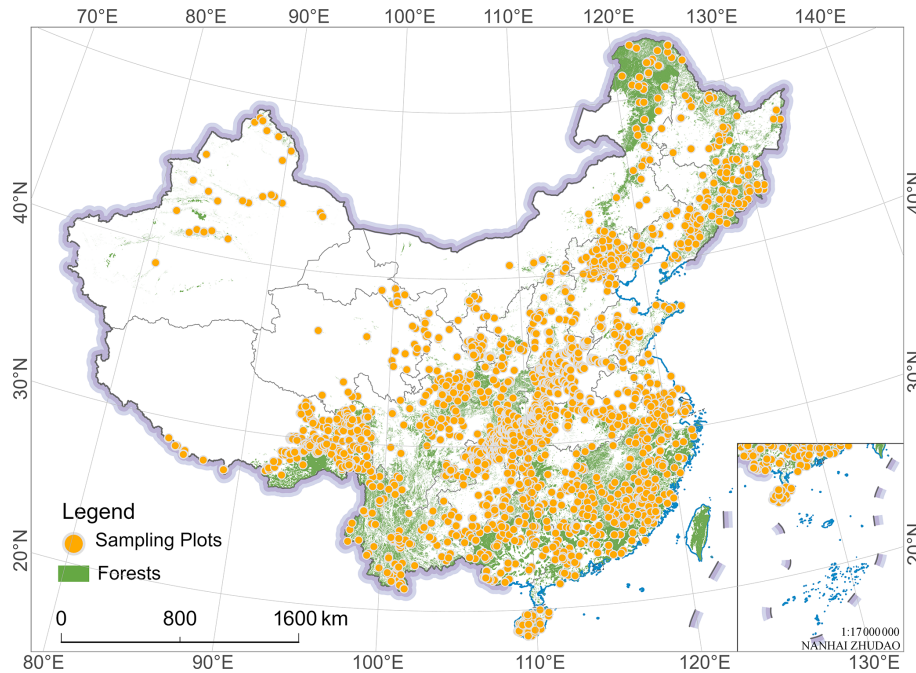 70°E 80°E 90°E 100°E 110°E 120°E 130°E 140°E
40°N 40°N
30°N 30°N
20°N 20°N
Legend
Sampling Plots
Forests
0 800 1600 km
1:17 000 000
NANHAI ZHUDAO
80°E 90°E 100°E 110°E 120°E 130°E